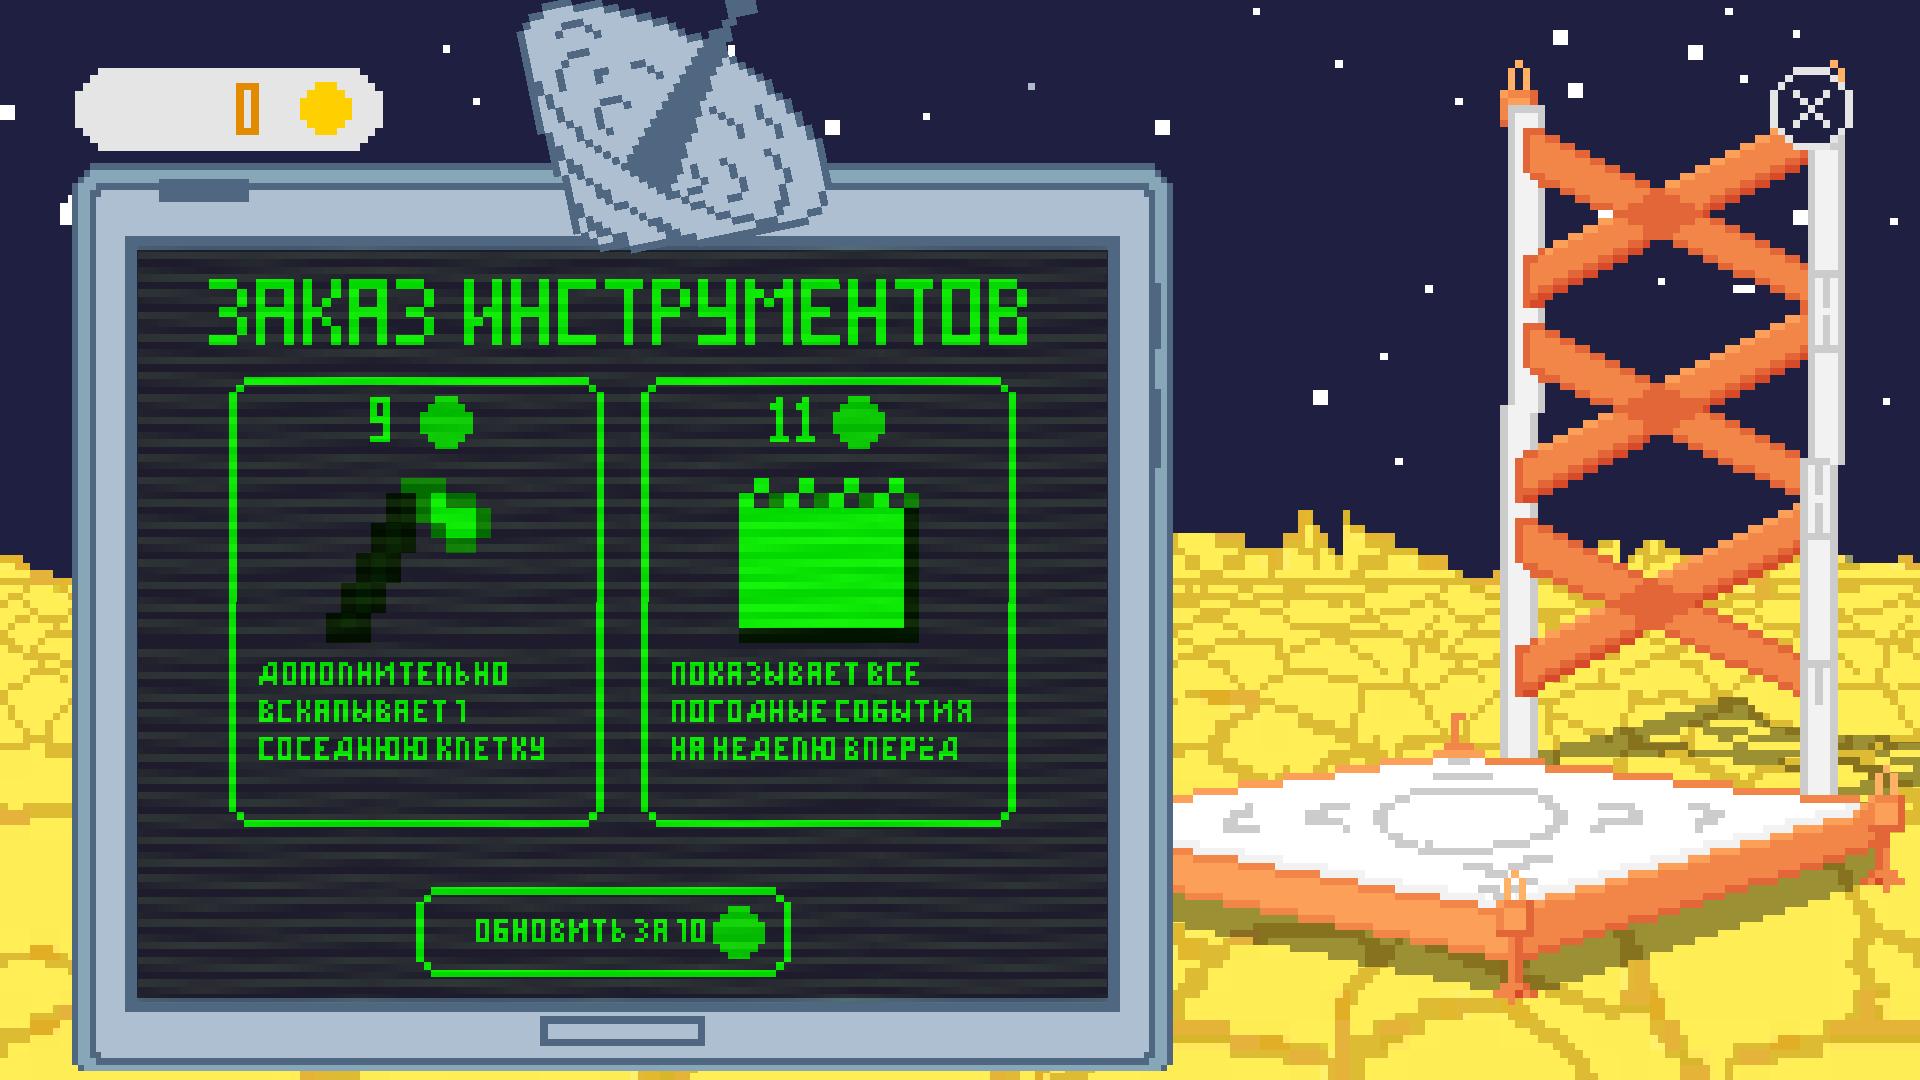 0
ЗАКАЗ ИНСТРУМЕНТОВ
9
11
ДОПОЛНИТЕЛЬНО
ВСКАПЫВАЕТ 1
СОСЕДНЮЮ КЛЕТКУ
ПОКАЗЫВАЕТ ВСЕ
ПОГОДНЫЕ СОБЫТИЯ
НА НЕДЕЛЮ ВПЕРЁД
ОБНОВИТЬ ЗА 10